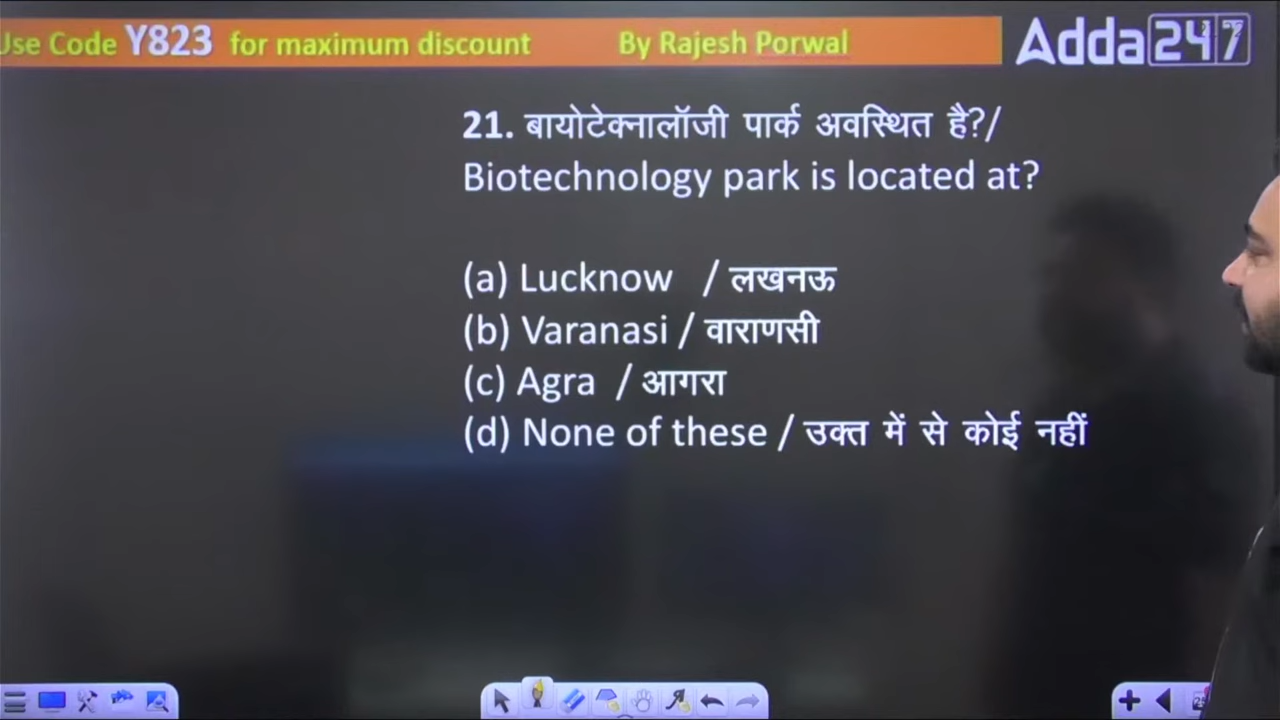 Use Code Y823 for maximum discount By Rajesh Porwal Adda247
21. बायोटेक्नालॉजी पार्क अवस्थित है?/
Biotechnology park is located at?
(a) Lucknow / लखनऊ
(b) Varanasi / वाराणसी
(c) Agra / आगरा
(d) None of these / उक्त में से कोई नहीं